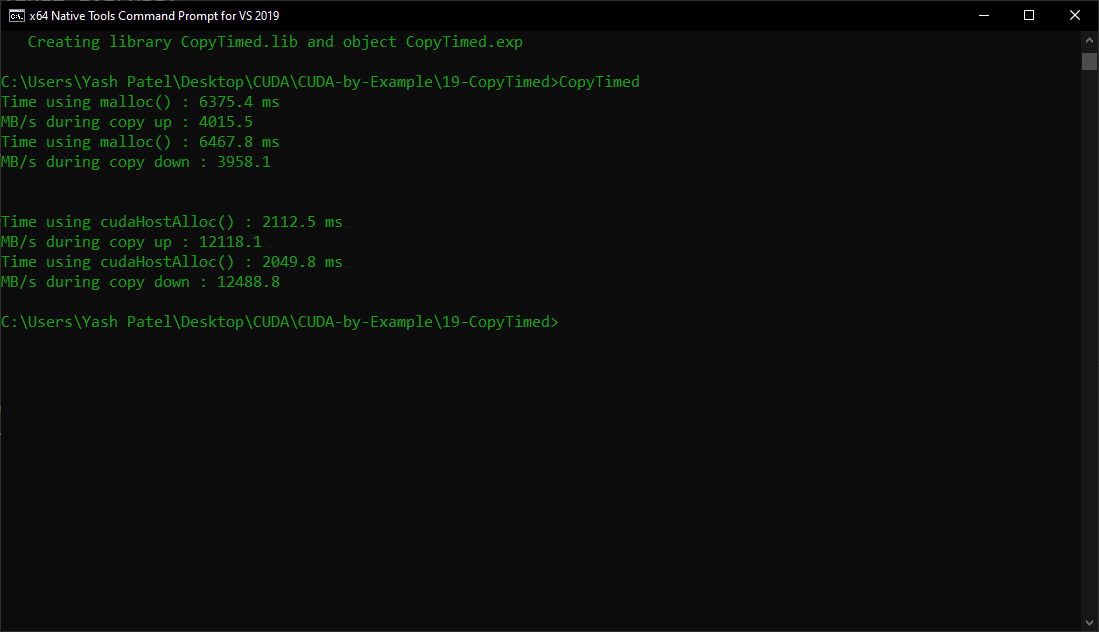 x64 Native Tools Command Prompt for VS 2019
Creating library CopyTimed.lib and object CopyTimed.exp
C:\Users\Yash Patel\Desktop\CUDA\CUDA-by-Example\19-CopyTimed>CopyTimed
Time using malloc() : 6375.4 ms
MB/s during copy up : 4015.5
Time using malloc() : 6467.8 ms
MB/s during copy down : 3958.1
Time using cudaHostAlloc() : 2112.5 ms
MB/s during copy up : 12118.1
Time using cudaHostAlloc() : 2049.8 ms
MB/s during copy down : 12488.8
C:\Users\Yash Patel\Desktop\CUDA\CUDA-by-Example\19-CopyTimed>